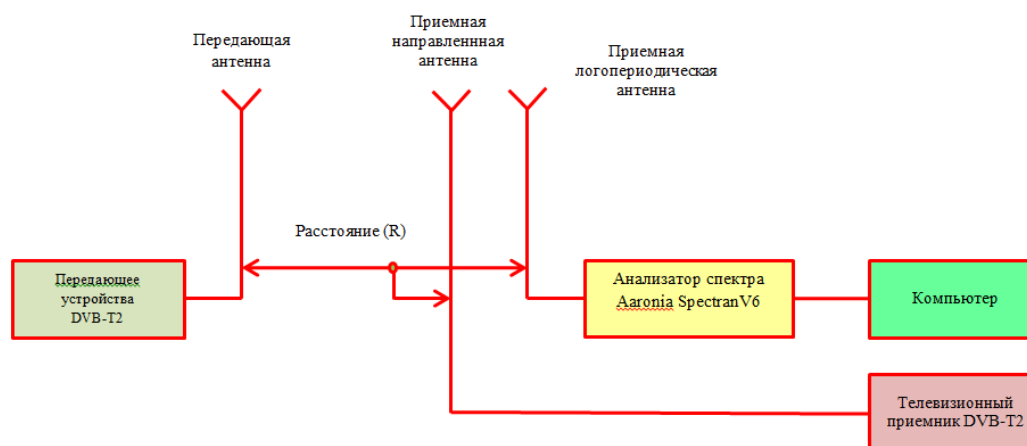 Передающая
антенна
Приемная
направленнная
антенна
Приемная
логопериодическая
антенна
Расстояние (R)
Передающее
устройства
DVB-T2
Анализатор спектра
Aaronia SpectranV6
Компьютер
Телевизионный
приемник DVB-T2